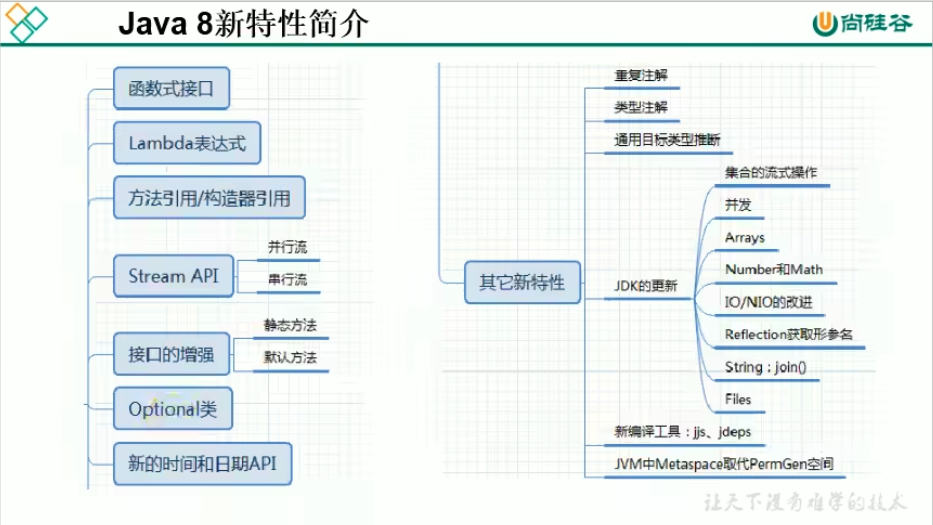 Java 8新特性简介
尚硅谷
函数式接口
Lambda表达式
方法引用/构造器引用
Stream API
并行流
串行流
接口的增强
静态方法
默认方法
Optional类
新的时间和日期API
其它新特性
重复注解
类型注解
通用目标类型推断
JDK的更新
集合的流式操作
并发
Arrays
Number和Math
IO/NIO的改进
Reflection获取形参名
String：join()
Files
新编译工具：jjs、jdeps
JVM中Metaspace取代PermGen空间
让天下没有难学的技术